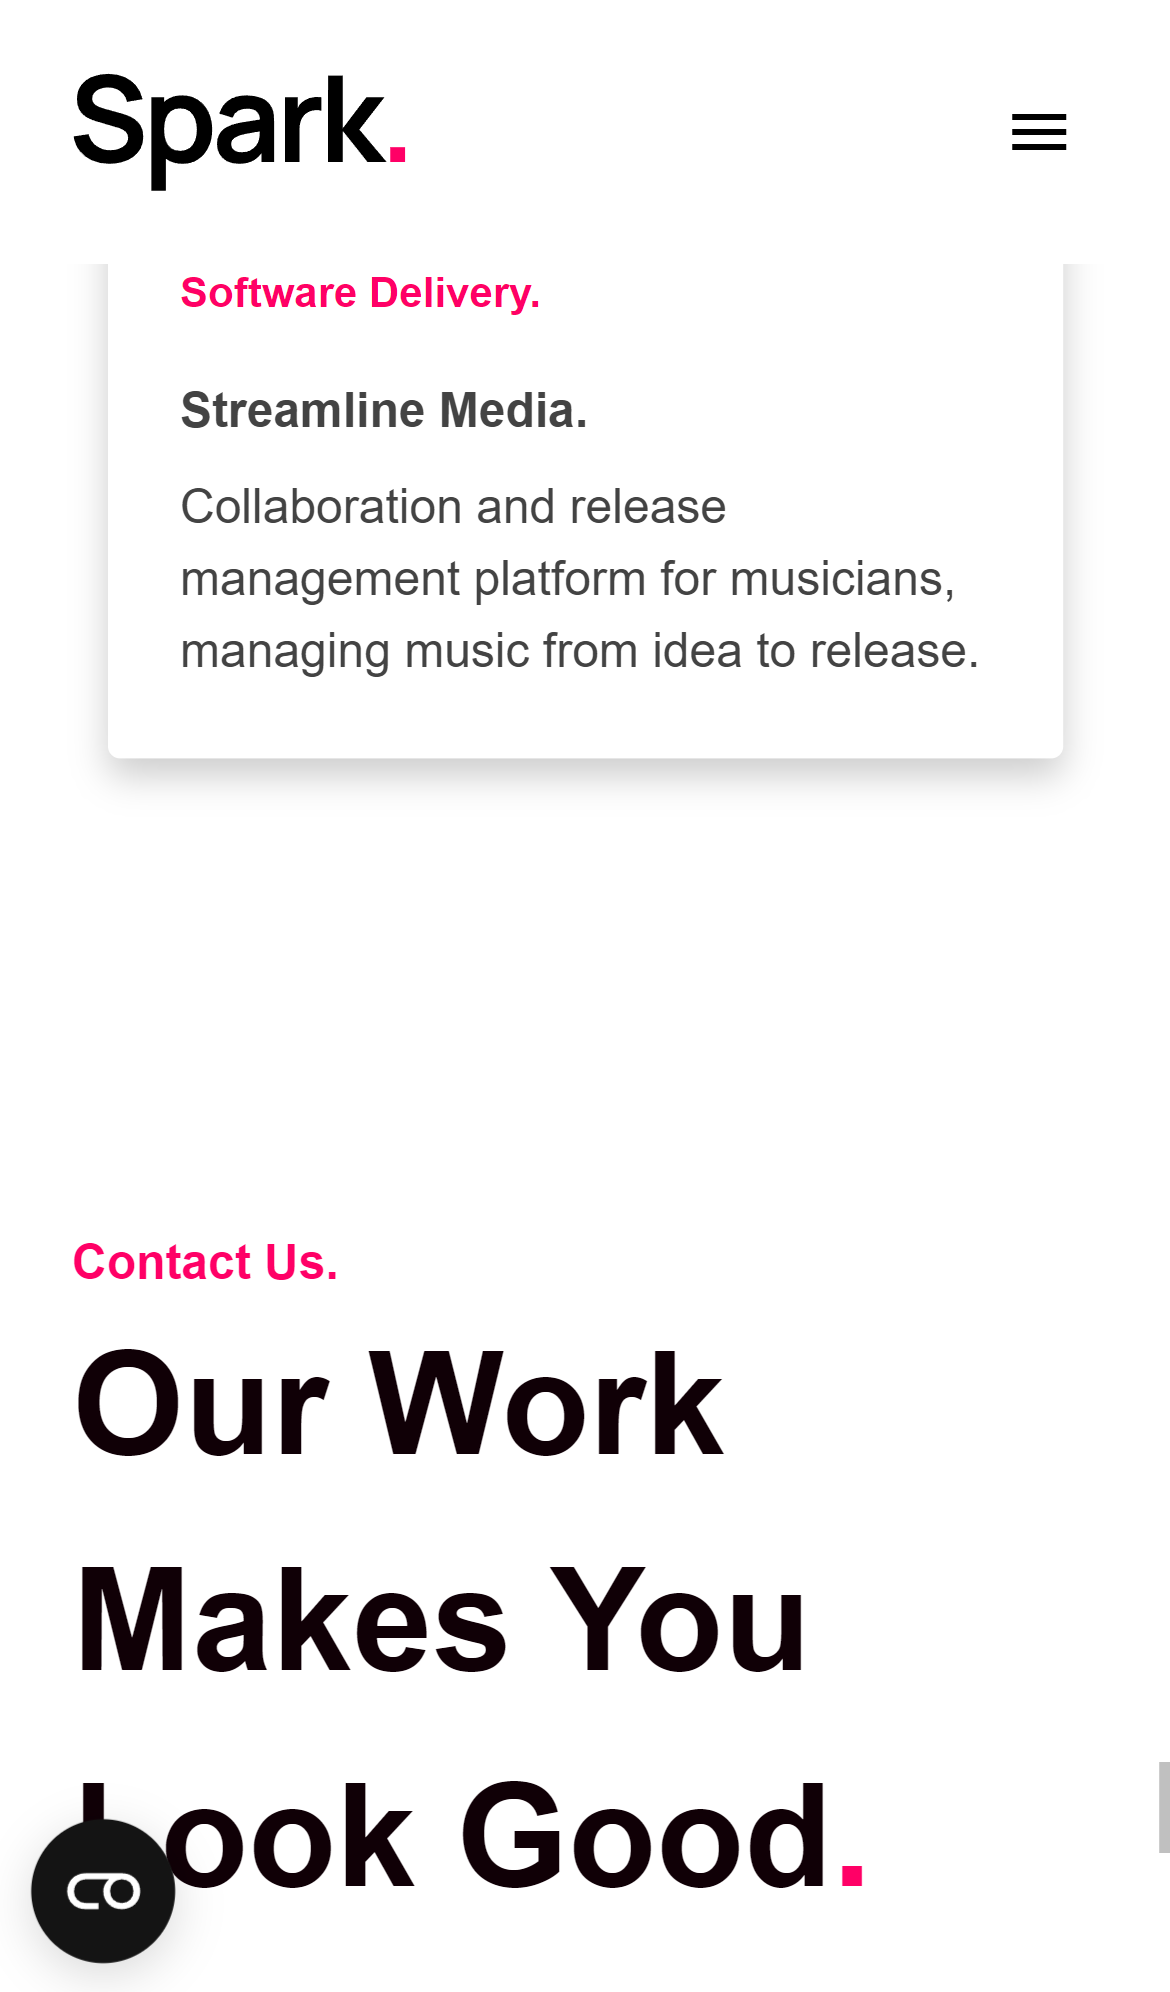 Spark.
Software Delivery.
Streamline Media.
Collaboration and release
management platform for musicians,
managing music from idea to release.
Contact Us.
Our Work
Makes You
Look Good.